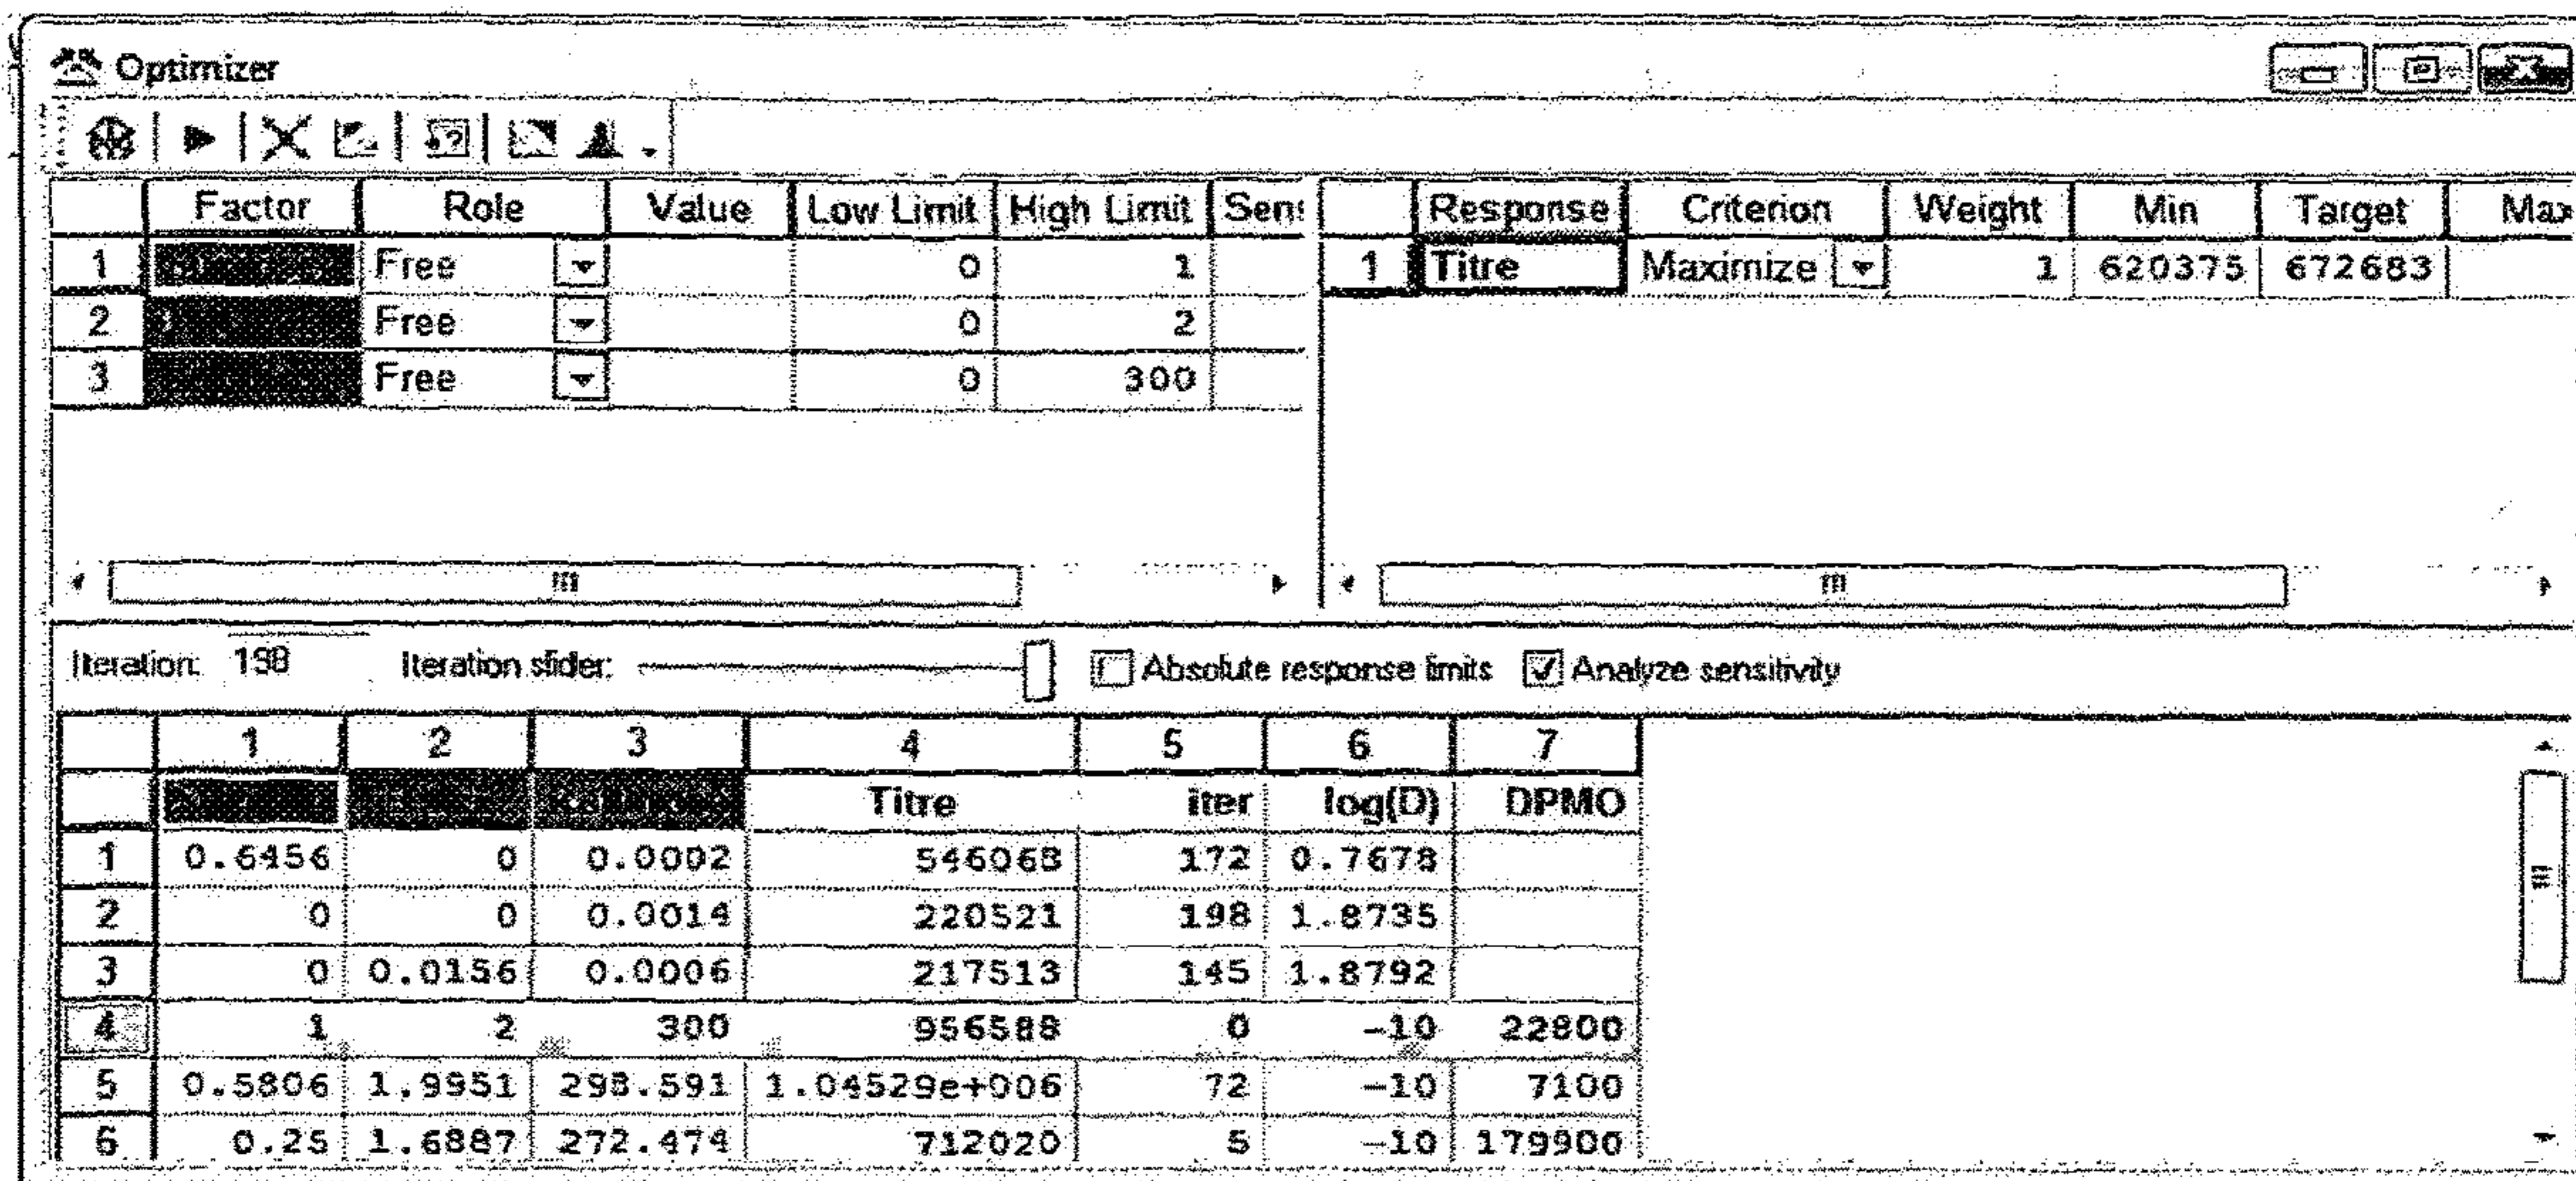 Optimizer
Factor Role Value Low Limit High Limit Sens Response Criterion Weight Min Target Max
1 Free 0 1 1 Titre Maximize 1 620375 672683
2 Free 0 2
3 Free 0 300
Iteration: 198 Iteration slider: Absolute response limits Analyze sensitivity
1 2 3 4 5 6 7
Titre iter log(D) DPMO
1 0.6456 0 0.0002 546068 172 0.7678
2 0 0 0.0014 220521 198 1.8735
3 0 0.0156 0.0006 217513 145 1.8792
4 1 2 300 956588 0 -10 22800
5 0.5806 1.9951 298.591 1.04529e+006 72 -10 7100
6 0.25 1.6887 272.474 712020 5 -10 179900